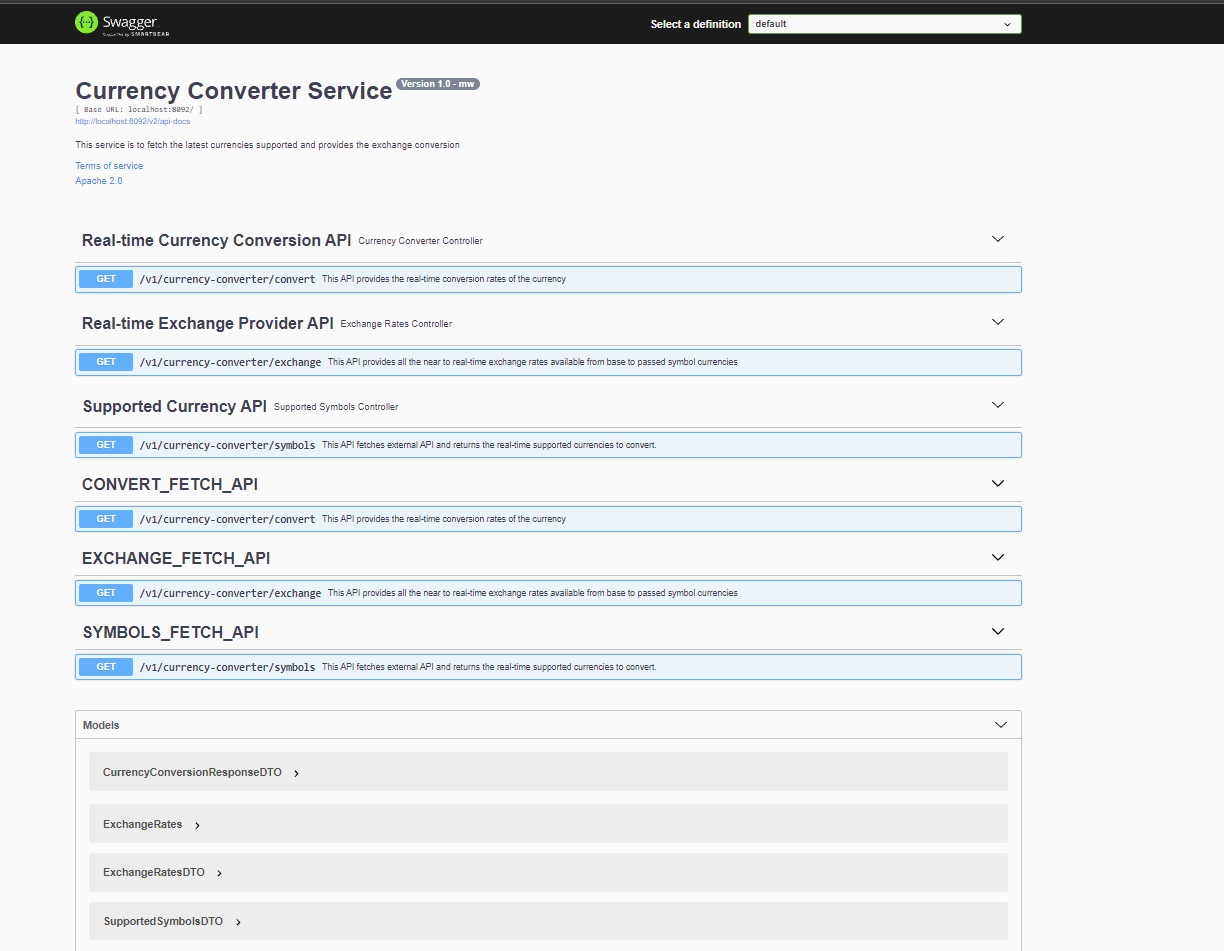 Swagger
Supported by SMARTBEAR
Select a definition
default
Currency Converter Service Version 1.0 - mw
[ Base URL: localhost:8092/ ]
http://localhost:8092/v2/api-docs
This service is to fetch the latest currencies supported and provides the exchange conversion
Terms of service
Apache 2.0
Real-time Currency Conversion API Currency Converter Controller
GET /v1/currency-converter/convert This API provides the real-time conversion rates of the currency
Real-time Exchange Provider API Exchange Rates Controller
GET /v1/currency-converter/exchange This API provides all the near to real-time exchange rates available from base to passed symbol currencies
Supported Currency API Supported Symbols Controller
GET /v1/currency-converter/symbols This API fetches external API and returns the real-time supported currencies to convert.
CONVERT_FETCH_API
GET /v1/currency-converter/convert This API provides the real-time conversion rates of the currency
EXCHANGE_FETCH_API
GET /v1/currency-converter/exchange This API provides all the near to real-time exchange rates available from base to passed symbol currencies
SYMBOLS_FETCH_API
GET /v1/currency-converter/symbols This API fetches external API and returns the real-time supported currencies to convert.
Models
CurrencyConversionResponseDTO
ExchangeRates
ExchangeRatesDTO
SupportedSymbolsDTO